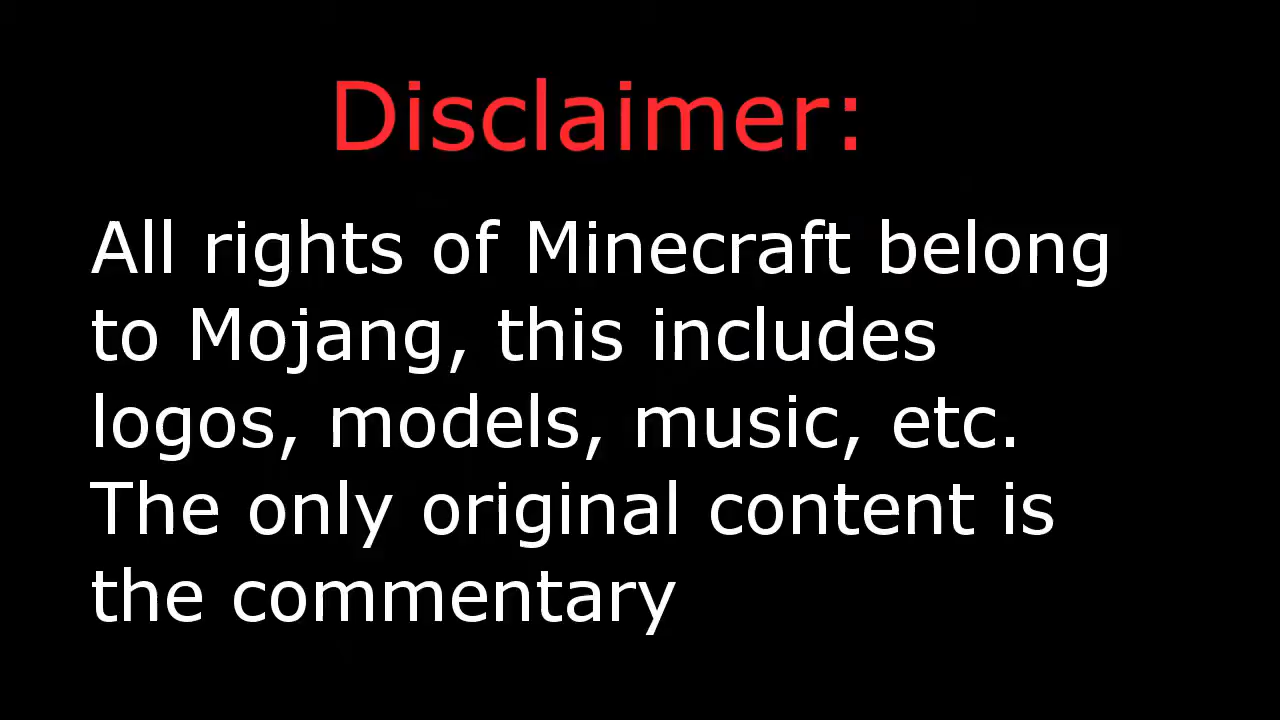 Disclaimer:
All rights of Minecraft belong
to Mojang, this includes
logos, models, music, etc.
The only original content is
the commentary